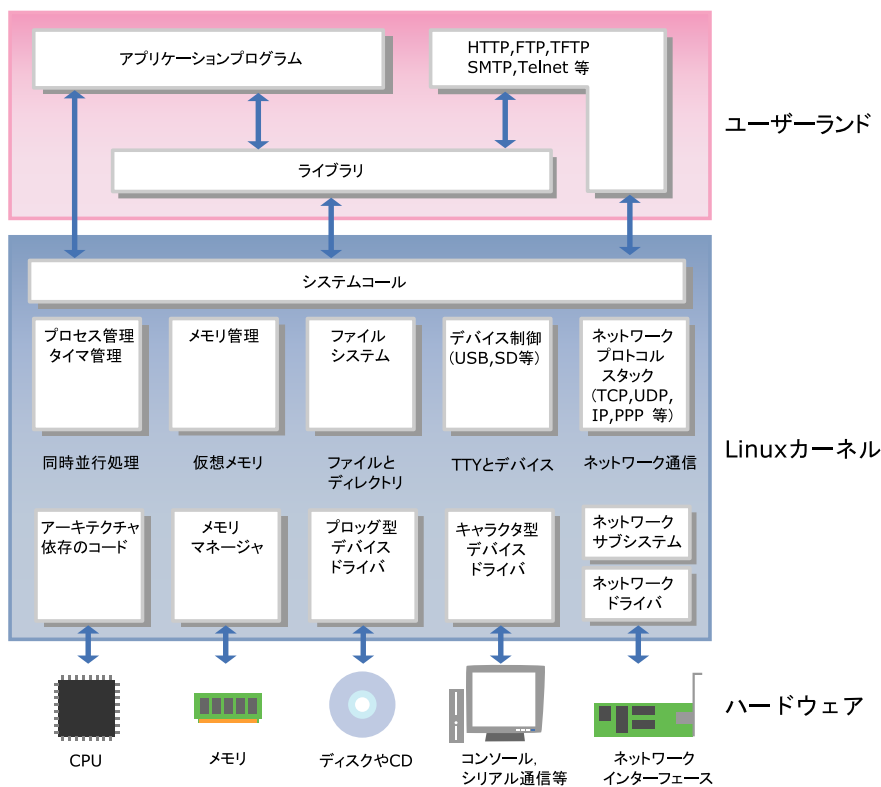 アプリケーションプログラム
HTTP,FTP,TFTP
SMTP,Telnet 等
ライブラリ
ユーザーランド
システムコール
プロセス管理
タイマ管理
メモリ管理
ファイル
システム
デバイス制御
(USB,SD等)
ネットワーク
プロトコル
スタック
(TCP,UDP,
IP,PPP 等)
同時並行処理
仮想メモリ
ファイルと
ディレクトリ
TTYとデバイス
ネットワーク通信
Linuxカーネル
アーキテクチャ
依存のコード
メモリ
マネージャ
ブロッグ型
デバイス
ドライバ
キャラクタ型
デバイス
ドライバ
ネットワーク
サブシステム
ネットワーク
ドライバ
ハードウェア
CPU
メモリ
ディスクやCD
コンソール,
シリアル通信等
ネットワーク
インターフェース